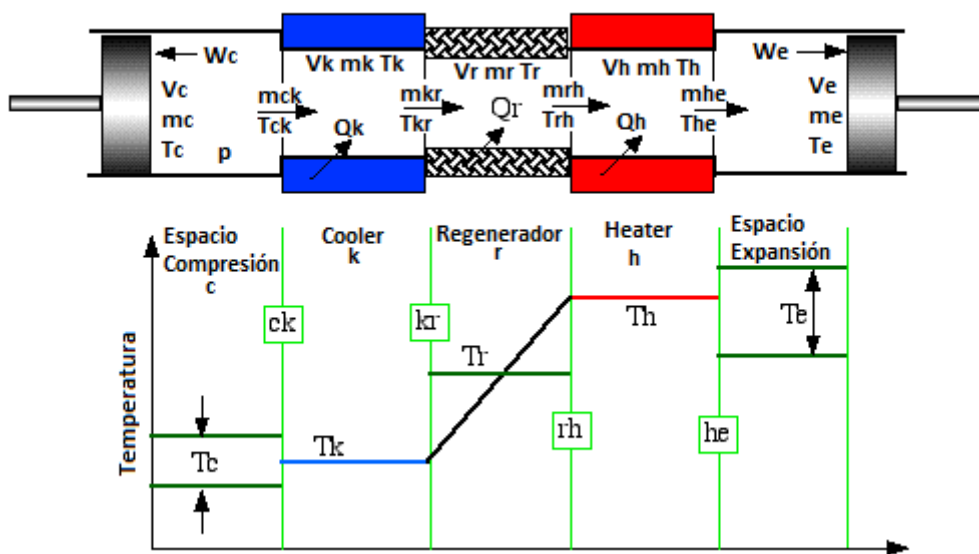 Wc
We
Vc
mc
Tc
p
Vk mk Tk
Vr mr Tr
Vh mh Th
Ve
me
Te
mck
Tck
mkr
Tkr
mrh
Trh
mhe
The
Qk
Qr
Qh
Espacio
Compresión
c
Cooler
k
Regenerador
r
Heater
h
Espacio
Expansión
Temperatura
ck
kr
rh
he
Tc
Tk
Tr
Th
Te